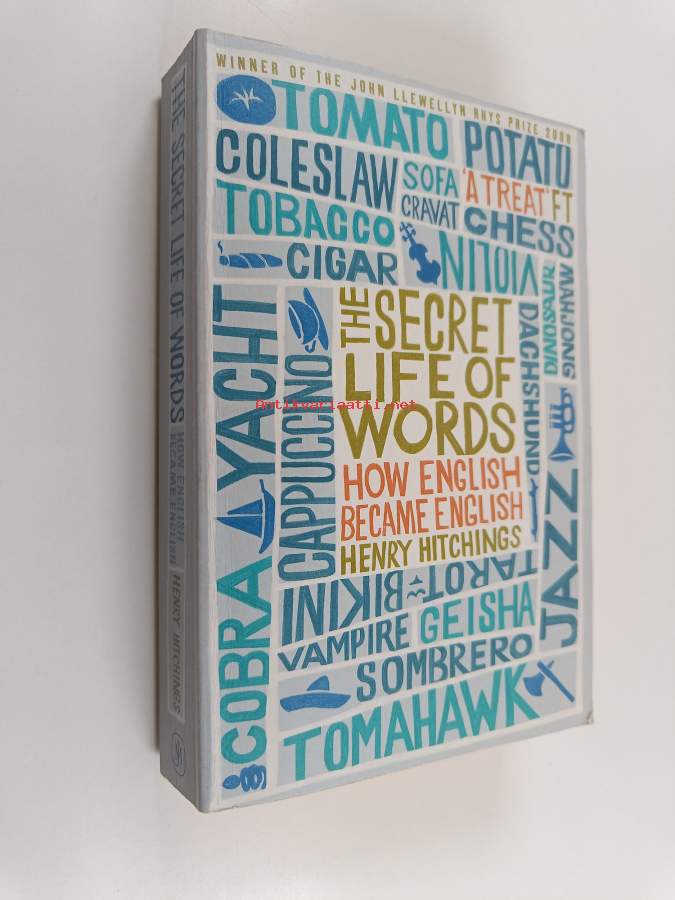 WINNER OF THE JOHN LLEWELLYN RHYS PRIZE 2008
TOMATO
POTATO
COLESLAW
SOFA
'A TREAT' FT
TOBACCO
CRAVAT
CHESS
CIGAR
VIOLIN
DINOSAUR
MAHJONG
YACHT
CAPPUCCINO
DACHSHUND
THE SECRET
LIFE OF
WORDS
HOW ENGLISH
BECAME ENGLISH
HENRY HITCHINGS
JAZZ
COBRA
BIKINI
TAROT
VAMPIRE
GEISHA
SOMBRERO
TOMAHAWK
THE SECRET LIFE OF WORDS
HOW ENGLISH
BECAME ENGLISH
HENRY HITCHINGS
Antikvariaatti.net